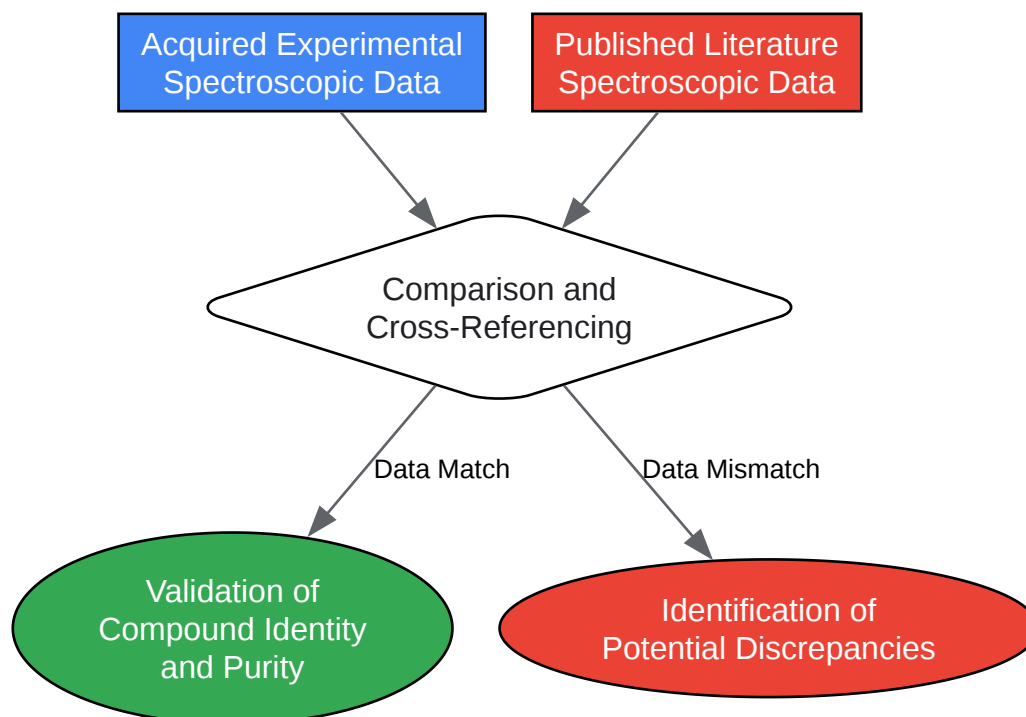 Acquired Experimental
Spectroscopic Data
Published Literature
Spectroscopic Data
Comparison and
Cross-Referencing
Data Match
Data Mismatch
Validation of
Compound Identity
and Purity
Identification of
Potential Discrepancies